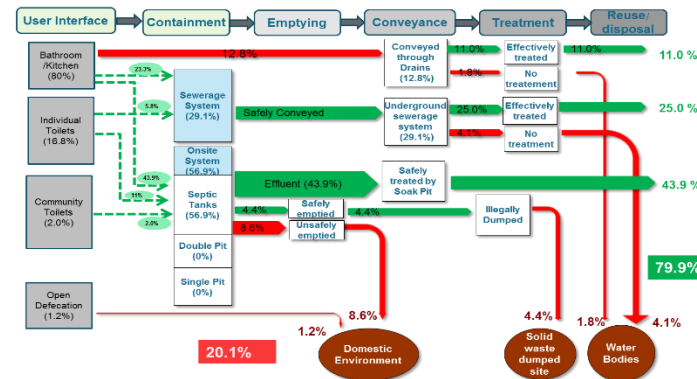 User Interface
Containment
Emptying
Conveyance
Treatment
Reuse/
disposal
Bathroom
/Kitchen
(80%)
12.8%
Conveyed
through
Drains
(12.8%)
11.0%
Effectively
treated
11.0%
11.0 %
1.8%
No
treatement
23.3%
Individual
Toilets
(16.8%)
5.8%
Sewerage
System
(29.1%)
Safely Conveyed
Underground
sewerage
system
(29.1%)
25.0%
Effectively
treated
25.0 %
4.1%
No
treatment
Onsite System
(56.9%)
43.9%
11%
Septic
Tanks
(56.9%)
Effluent (43.9%)
Safely
treated by
Soak Pit
43.9 %
Community
Toilets
(2.0%)
2.0%
4.4%
Safely
emptied
4.4%
Illegally
Dumped
8.6%
Unsafely
emptied
Double Pit
(0%)
Single Pit
(0%)
79.9%
Open
Defecation
(1.2%)
1.2%
8.6%
4.4%
1.8%
4.1%
20.1%
Domestic
Environment
Solid
waste
dumped
site
Water
Bodies